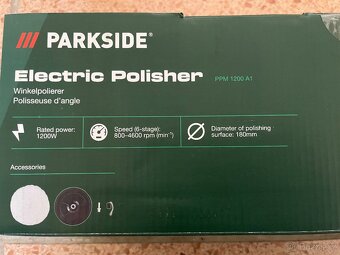 /// PARKSIDE®
Electric Polisher PPM 1200 A1
Winkelpolierer
Polisseuse d'angle
Rated power:
1200W
Speed (6-stage):
800-4600 rpm (min⁻¹)
Diameter of polishing
surface: 180mm
Accessories